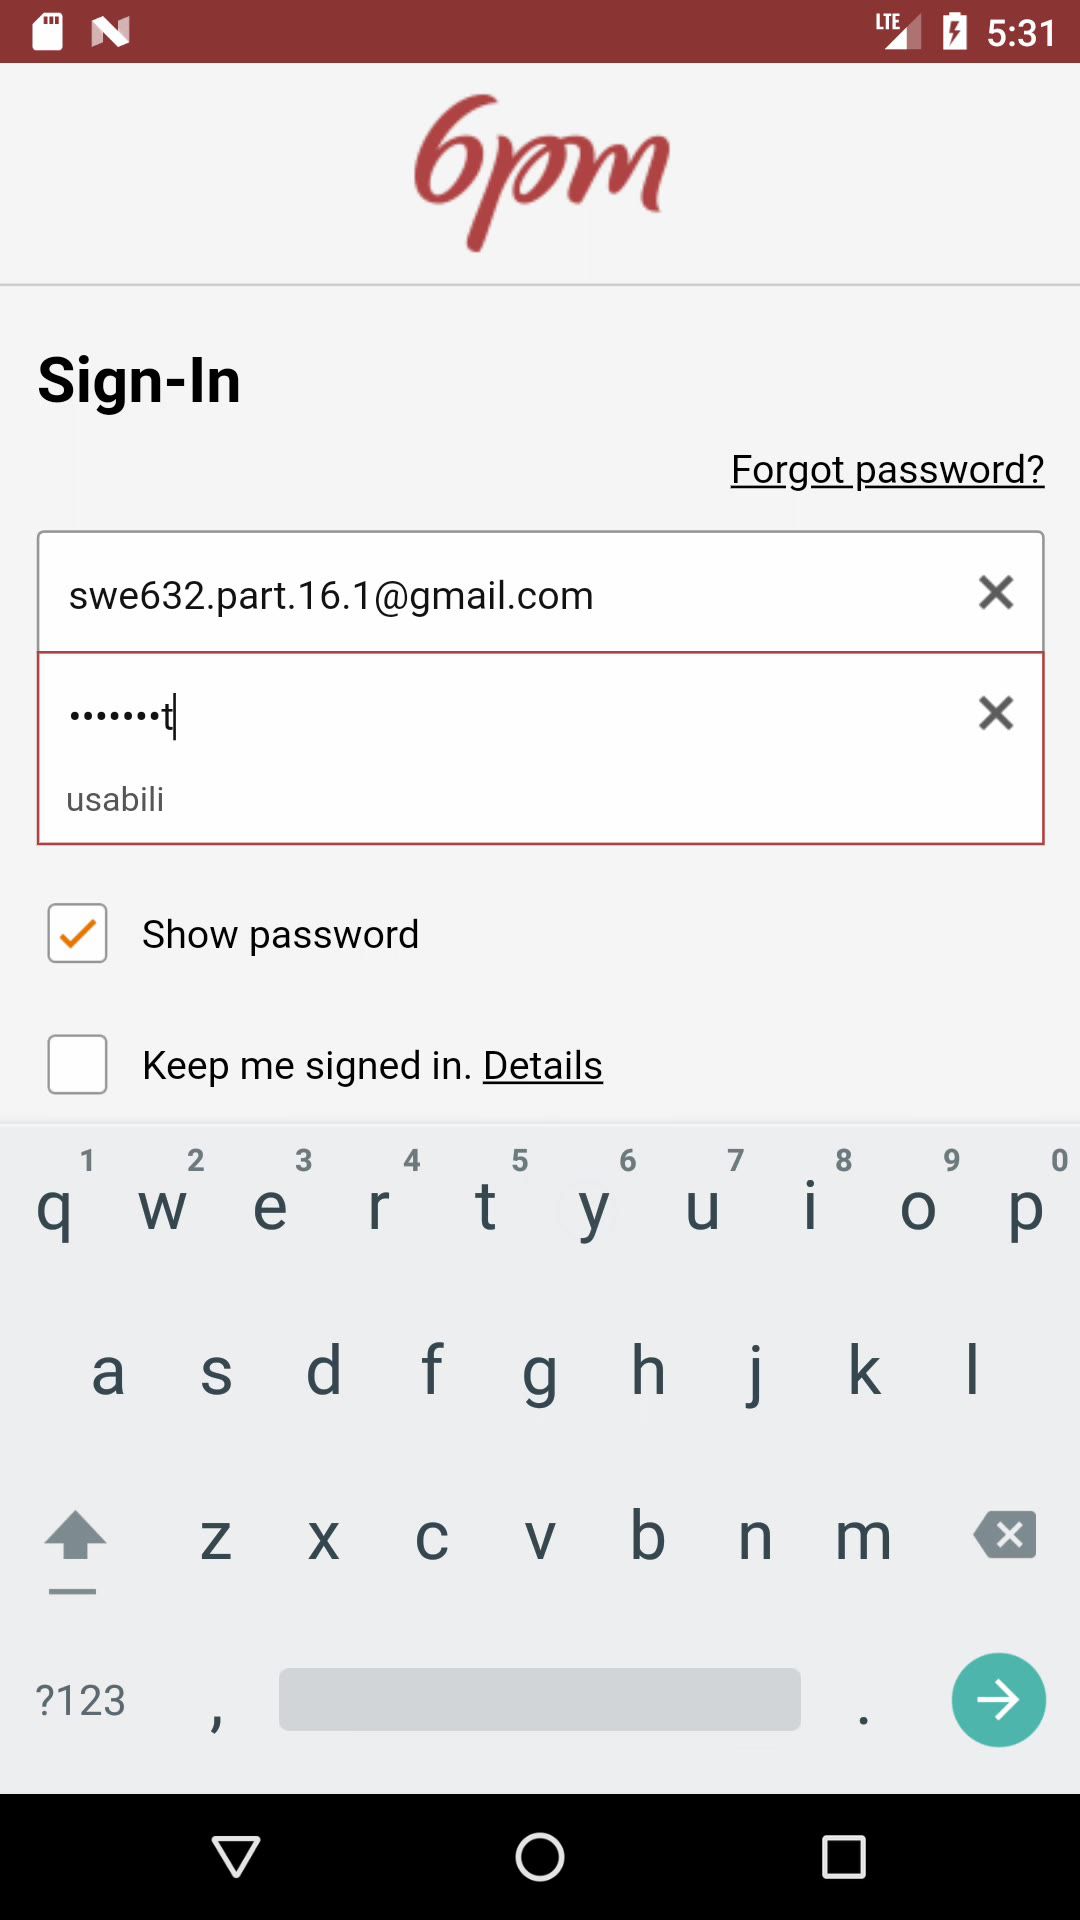 LTE 5:31
6pm
Sign-In
Forgot password?
swe632.part.16.1@gmail.com
•••••••t
usabili
Show password
Keep me signed in. Details
1 2 3 4 5 6 7 8 9 0
q w e r t y u i o p
a s d f g h j k l
z x c v b n m
?123 , .